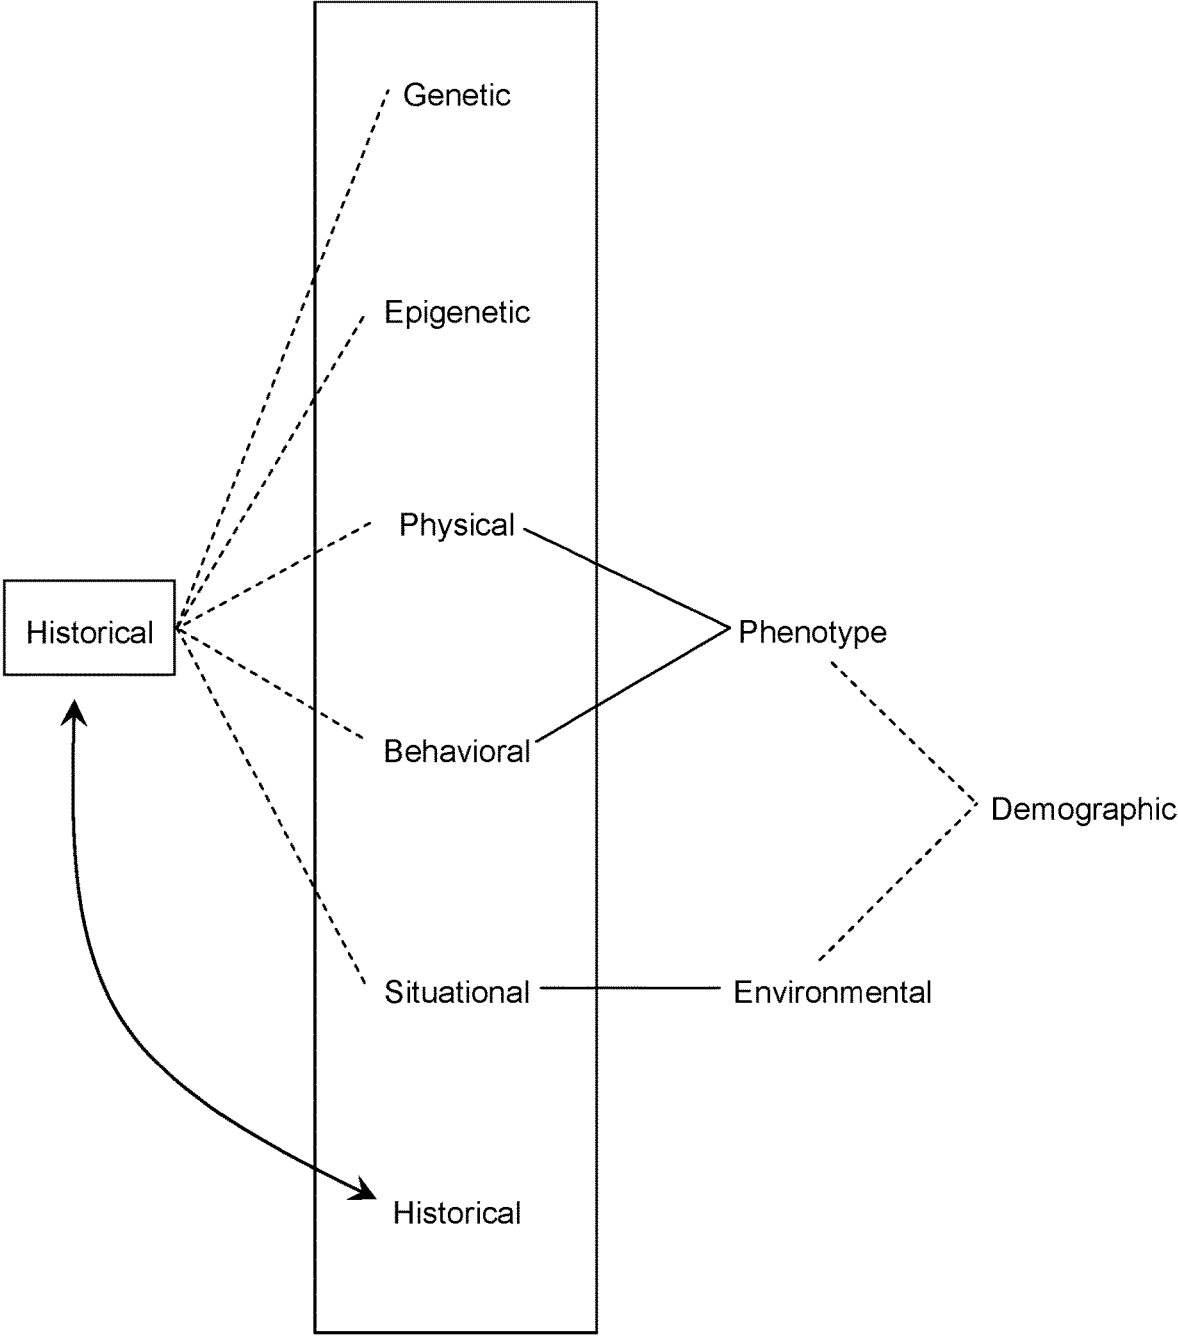 Genetic
Epigenetic
Physical
Historical
Phenotype
Behavioral
Demographic
Situational
Environmental
Historical